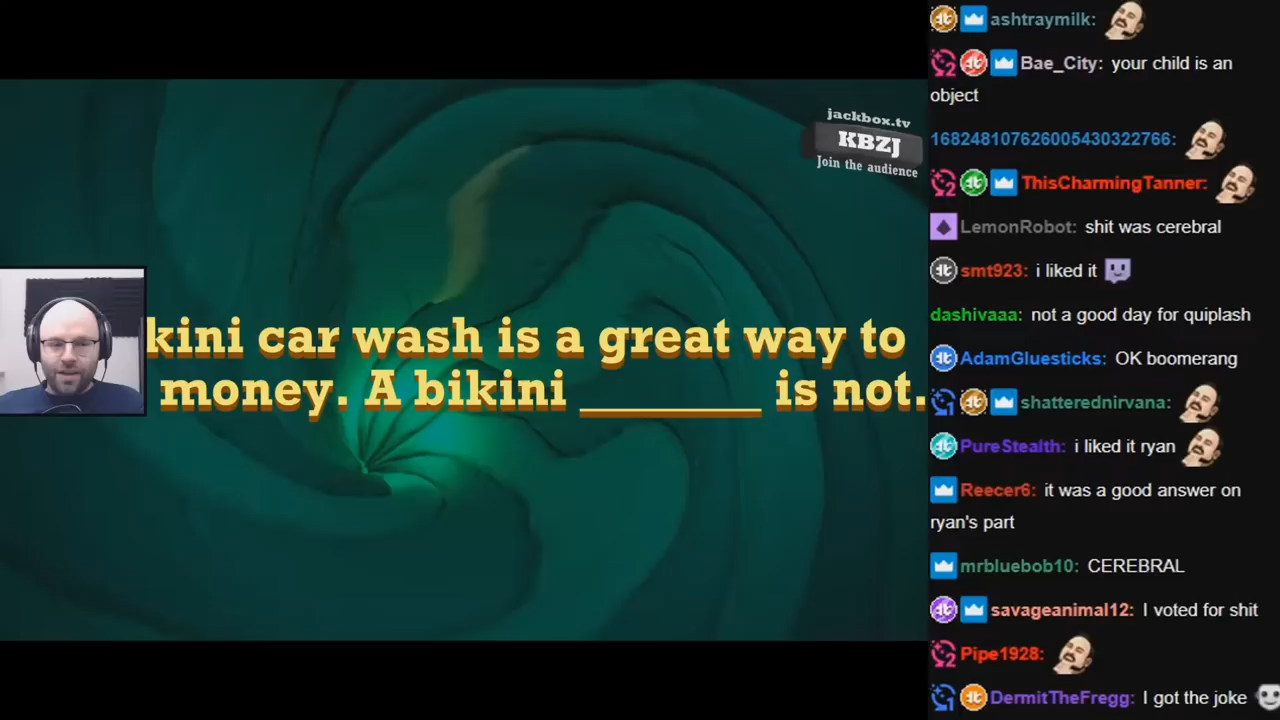 jackbox.tv
KBZJ
Join the audience
kini car wash is a great way to
money. A bikini ________ is not.
ashtraymilk:
Bae_City: your child is an
object
168248107626005430322766:
ThisCharmingTanner:
LemonRobot: shit was cerebral
smt923: i liked it
dashivaaa: not a good day for quiplash
AdamGluesticks: OK boomerang
shatterednirvana:
PureStealth: i liked it ryan
Reecer6: it was a good answer on
ryan's part
mrbluebob10: CEREBRAL
savageanimal12: I voted for shit
Pipe1928:
DermitTheFregg: I got the joke